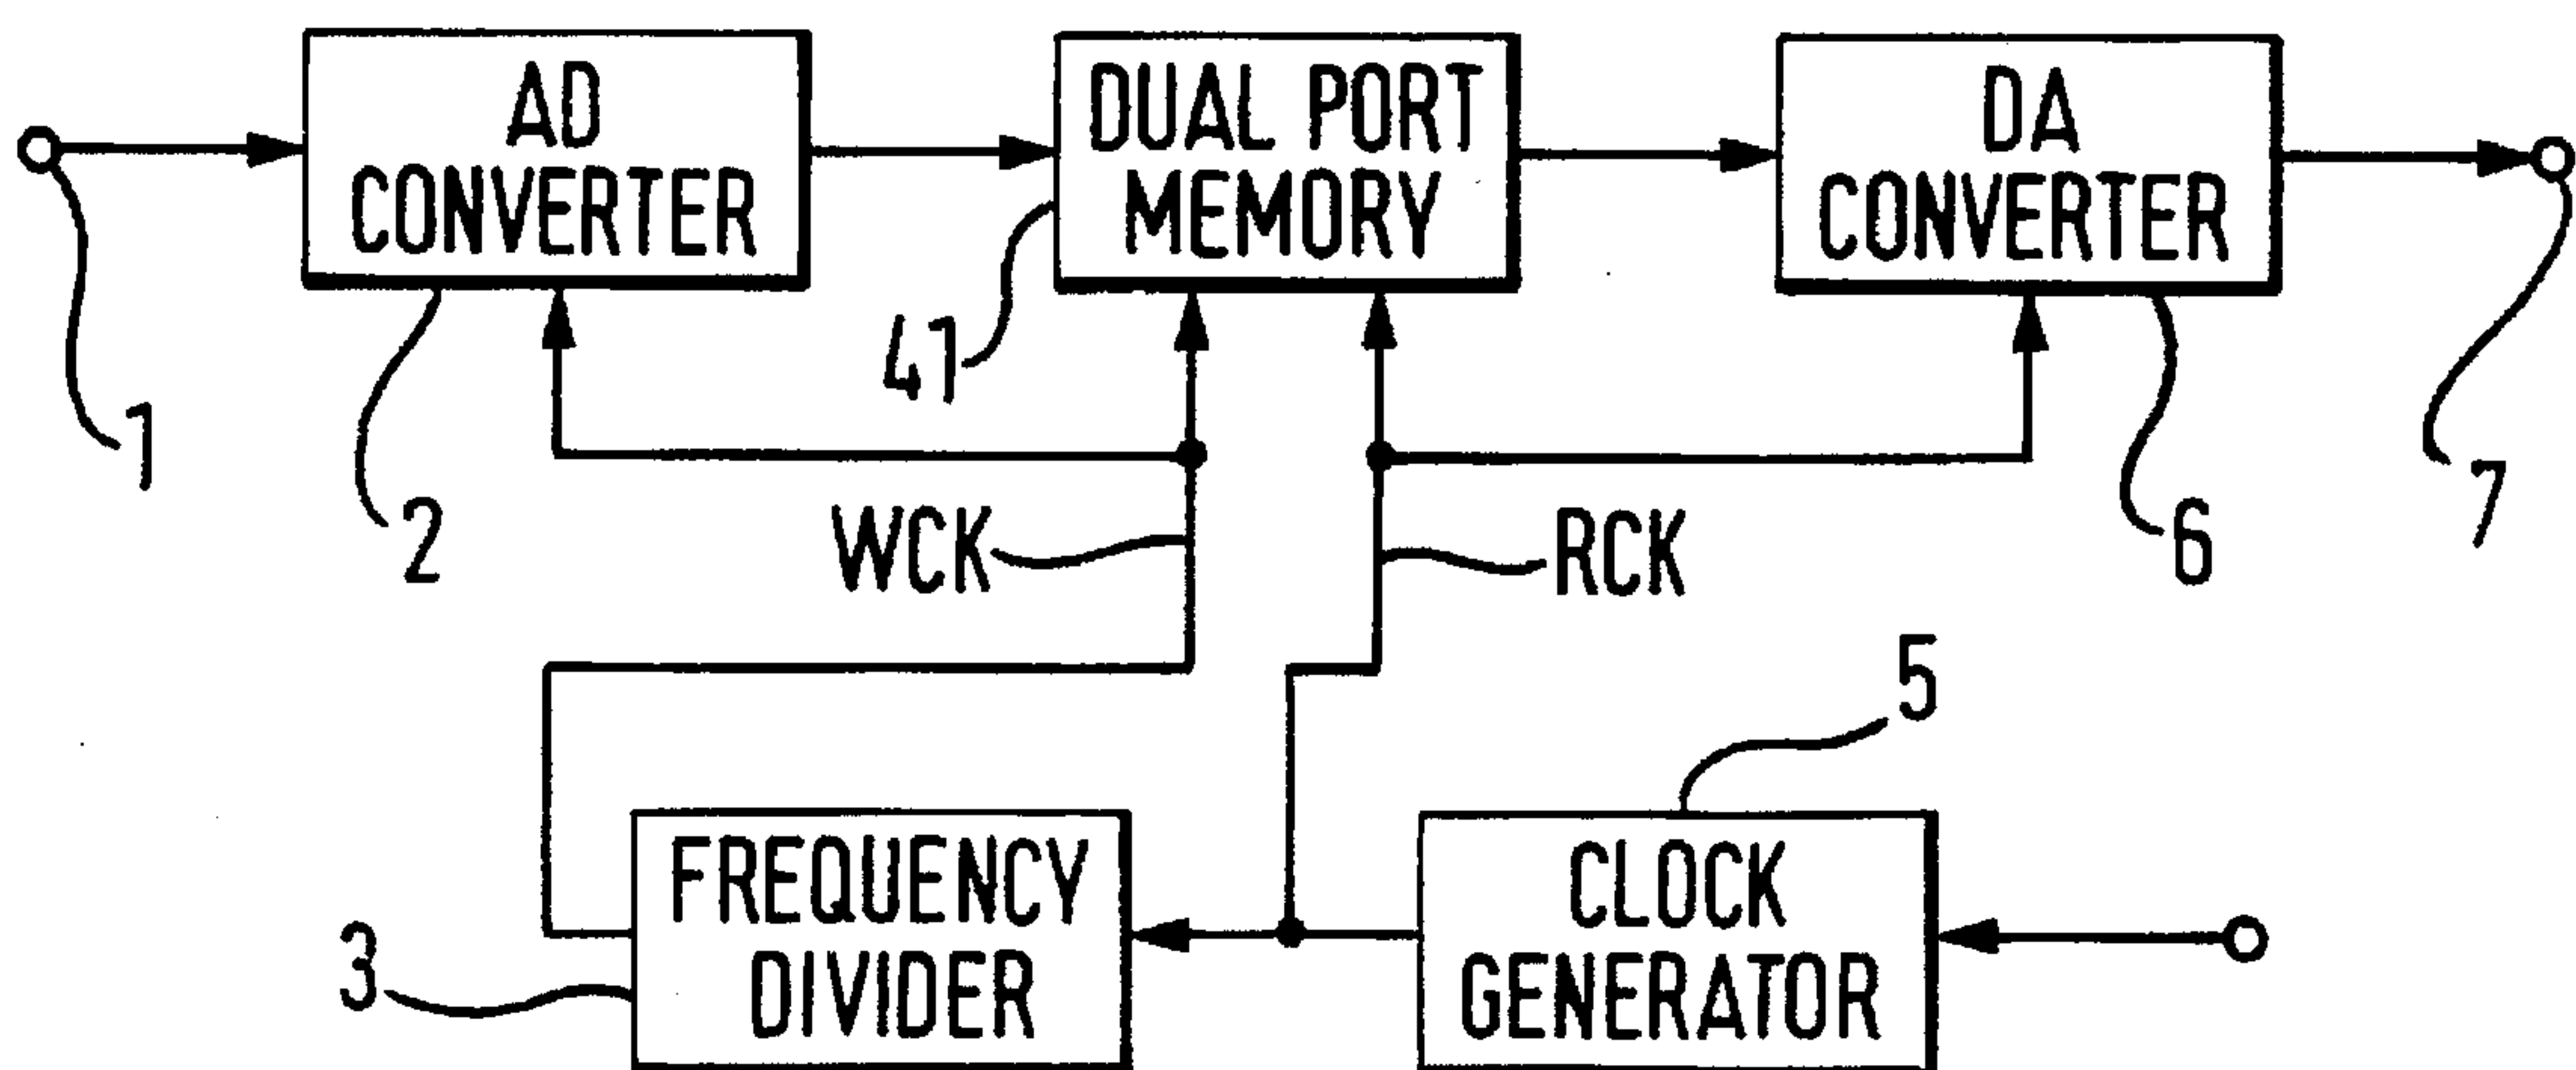 AD
CONVERTER
DUAL PORT
MEMORY
DA
CONVERTER
1
2
41
6
7
WCK
RCK
5
3
FREQUENCY
DIVIDER
CLOCK
GENERATOR